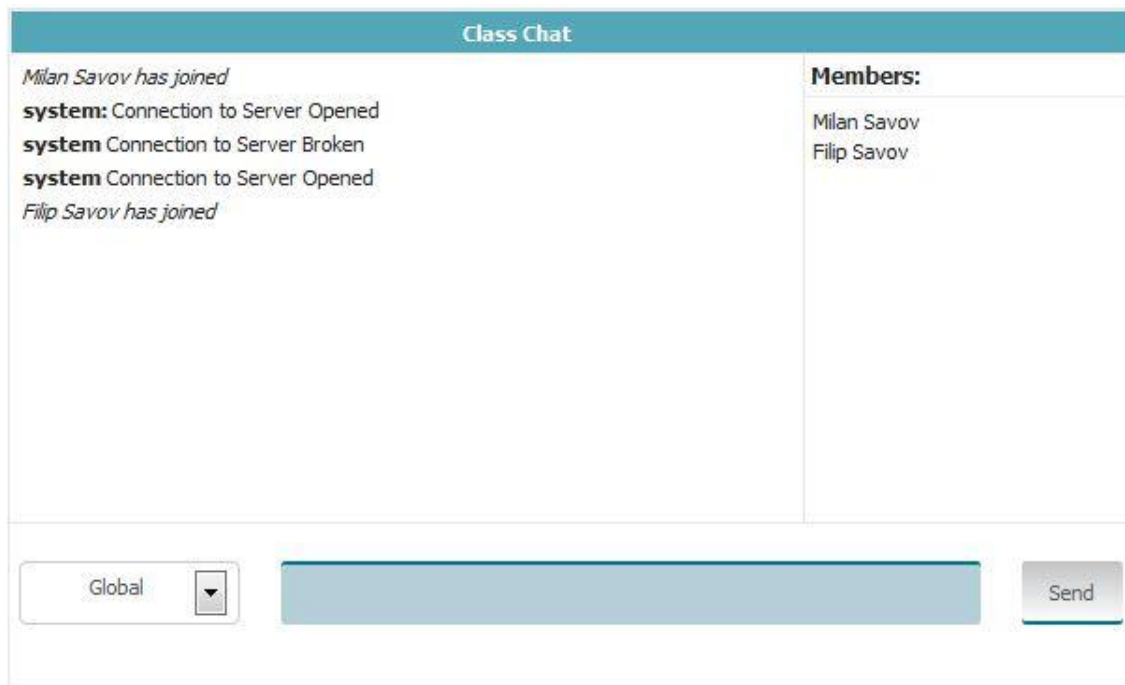 Class Chat
Milan Savov has joined
system: Connection to Server Opened
system Connection to Server Broken
system Connection to Server Opened
Filip Savov has joined
Members:
Milan Savov
Filip Savov
Global
Send